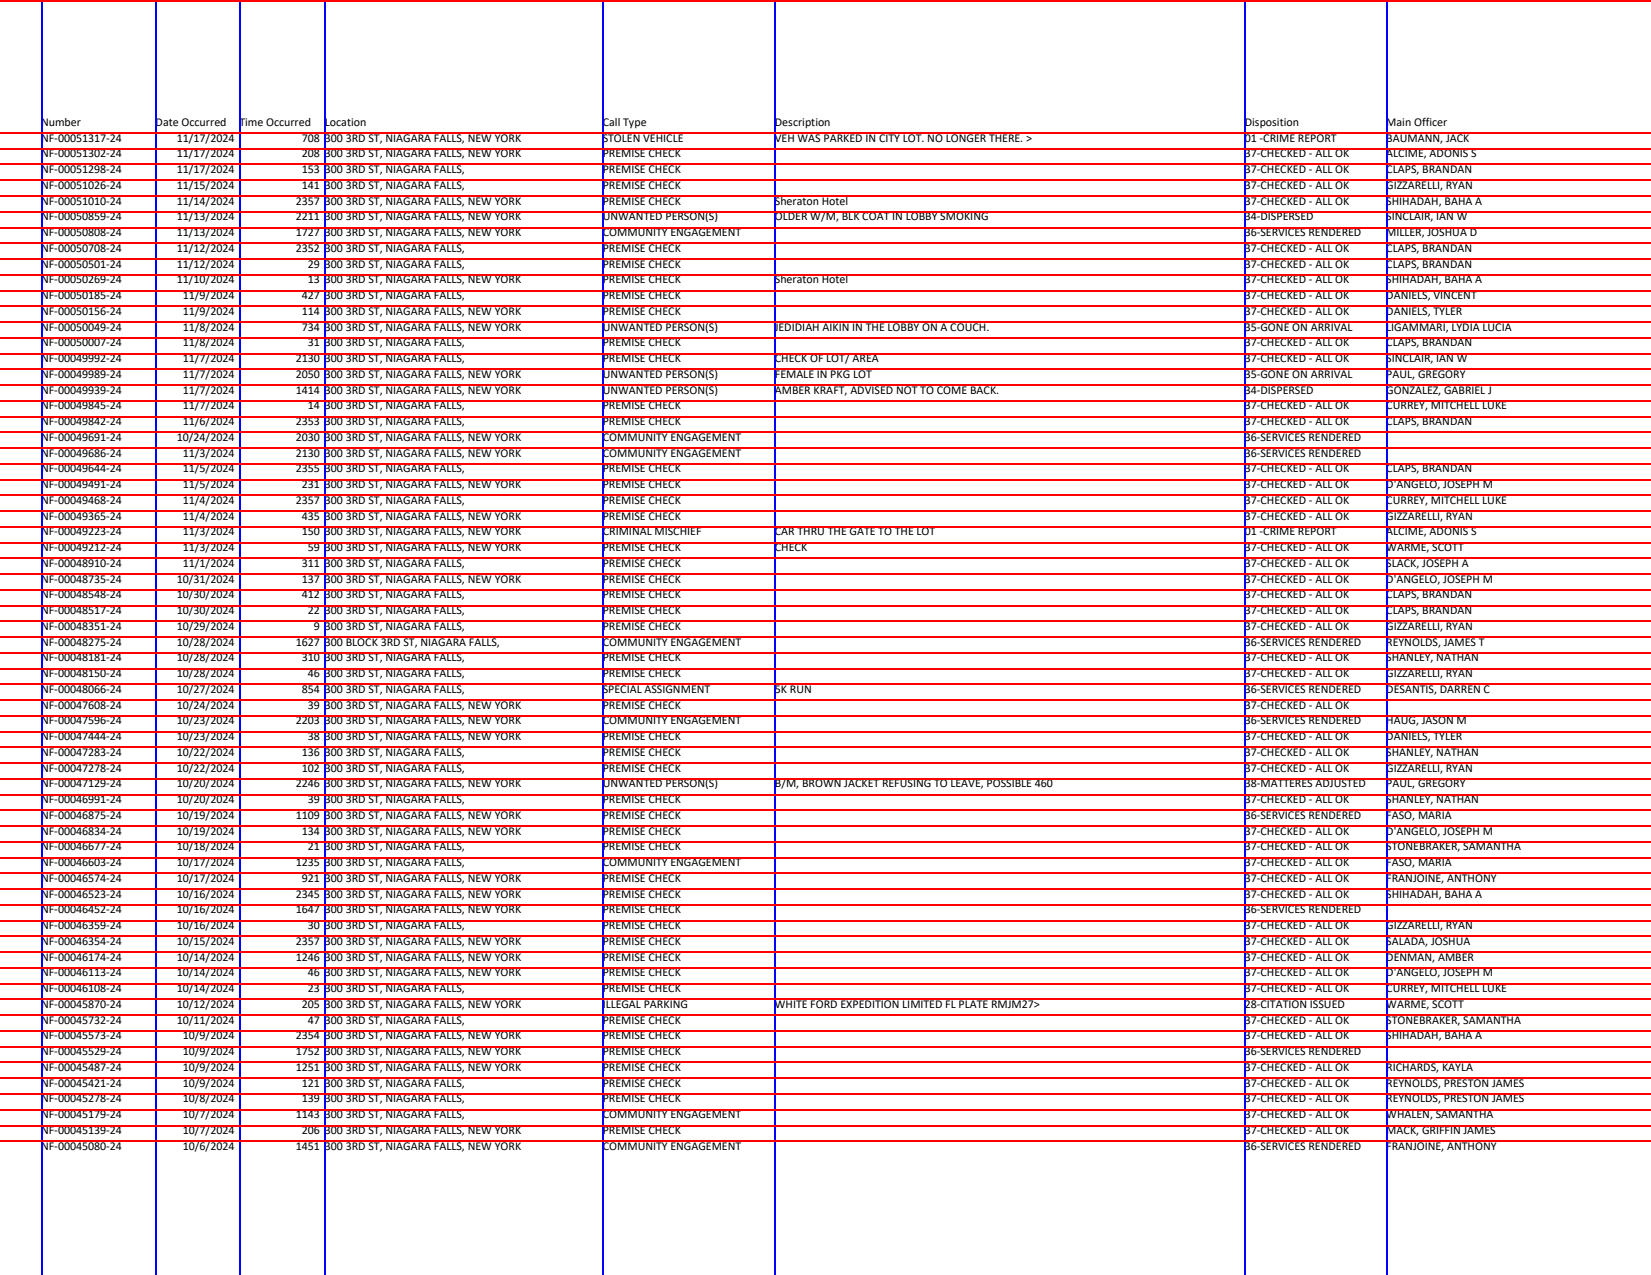 Number Date Occurred Time Occurred Location Call Type Description Disposition Main Officer
NF-00051317-24 11/17/2024 708 300 3RD ST, NIAGARA FALLS, NEW YORK STOLEN VEHICLE VEH WAS PARKED IN CITY LOT. NO LONGER THERE. > 01 -CRIME REPORT BAUMANN, JACK
NF-00051302-24 11/17/2024 208 300 3RD ST, NIAGARA FALLS, NEW YORK PREMISE CHECK 37-CHECKED - ALL OK ALCIME, ADONIS S
NF-00051298-24 11/17/2024 153 300 3RD ST, NIAGARA FALLS, PREMISE CHECK 37-CHECKED - ALL OK CLAPS, BRANDAN
NF-00051026-24 11/15/2024 141 300 3RD ST, NIAGARA FALLS, PREMISE CHECK 37-CHECKED - ALL OK GIZZARELLI, RYAN
NF-00051010-24 11/14/2024 2357 300 3RD ST, NIAGARA FALLS, NEW YORK PREMISE CHECK Sheraton Hotel 37-CHECKED - ALL OK SHIHADAH, BAHA A
NF-00050859-24 11/13/2024 2211 300 3RD ST, NIAGARA FALLS, NEW YORK UNWANTED PERSON(S) OLDER W/M, BLK COAT IN LOBBY SMOKING 34-DISPERSED SINCLAIR, IAN W
NF-00050808-24 11/13/2024 1727 300 3RD ST, NIAGARA FALLS, NEW YORK COMMUNITY ENGAGEMENT 36-SERVICES RENDERED MILLER, JOSHUA D
NF-00050708-24 11/12/2024 2352 300 3RD ST, NIAGARA FALLS, PREMISE CHECK 37-CHECKED - ALL OK CLAPS, BRANDAN
NF-00050501-24 11/12/2024 29 300 3RD ST, NIAGARA FALLS, PREMISE CHECK 37-CHECKED - ALL OK CLAPS, BRANDAN
NF-00050269-24 11/10/2024 13 300 3RD ST, NIAGARA FALLS, NEW YORK PREMISE CHECK Sheraton Hotel 37-CHECKED - ALL OK SHIHADAH, BAHA A
NF-00050185-24 11/9/2024 427 300 3RD ST, NIAGARA FALLS, PREMISE CHECK 37-CHECKED - ALL OK DANIELS, VINCENT
NF-00050156-24 11/9/2024 114 300 3RD ST, NIAGARA FALLS, NEW YORK PREMISE CHECK 37-CHECKED - ALL OK DANIELS, TYLER
NF-00050049-24 11/8/2024 734 300 3RD ST, NIAGARA FALLS, NEW YORK UNWANTED PERSON(S) JEDIDIAH AIKIN IN THE LOBBY ON A COUCH. 35-GONE ON ARRIVAL LIGAMMARI, LYDIA LUCIA
NF-00050007-24 11/8/2024 31 300 3RD ST, NIAGARA FALLS, PREMISE CHECK 37-CHECKED - ALL OK CLAPS, BRANDAN
NF-00049992-24 11/7/2024 2130 300 3RD ST, NIAGARA FALLS, NEW YORK PREMISE CHECK CHECK OF LOT/ AREA 37-CHECKED - ALL OK SINCLAIR, IAN W
NF-00049989-24 11/7/2024 2050 300 3RD ST, NIAGARA FALLS, NEW YORK UNWANTED PERSON(S) FEMALE IN PKG LOT 35-GONE ON ARRIVAL PAUL, GREGORY
NF-00049939-24 11/7/2024 1414 300 3RD ST, NIAGARA FALLS, NEW YORK UNWANTED PERSON(S) AMBER KRAFT, ADVISED NOT TO COME BACK. 34-DISPERSED GONZALEZ, GABRIEL J
NF-00049845-24 11/7/2024 14 300 3RD ST, NIAGARA FALLS, PREMISE CHECK 37-CHECKED - ALL OK CURREY, MITCHELL LUKE
NF-00049842-24 11/6/2024 2353 300 3RD ST, NIAGARA FALLS, PREMISE CHECK 37-CHECKED - ALL OK CLAPS, BRANDAN
NF-00049691-24 10/24/2024 2030 300 3RD ST, NIAGARA FALLS, NEW YORK COMMUNITY ENGAGEMENT 36-SERVICES RENDERED
NF-00049686-24 11/3/2024 2130 300 3RD ST, NIAGARA FALLS, NEW YORK COMMUNITY ENGAGEMENT 36-SERVICES RENDERED
NF-00049644-24 11/5/2024 2355 300 3RD ST, NIAGARA FALLS, PREMISE CHECK 37-CHECKED - ALL OK CLAPS, BRANDAN
NF-00049491-24 11/5/2024 231 300 3RD ST, NIAGARA FALLS, NEW YORK PREMISE CHECK 37-CHECKED - ALL OK D'ANGELO, JOSEPH M
NF-00049468-24 11/4/2024 2357 300 3RD ST, NIAGARA FALLS, NEW YORK PREMISE CHECK 37-CHECKED - ALL OK CURREY, MITCHELL LUKE
NF-00049365-24 11/4/2024 435 300 3RD ST, NIAGARA FALLS, PREMISE CHECK 37-CHECKED - ALL OK GIZZARELLI, RYAN
NF-00049223-24 11/3/2024 150 300 3RD ST, NIAGARA FALLS, NEW YORK CRIMINAL MISCHIEF CAR THRU THE GATE TO THE LOT 01 -CRIME REPORT ALCIME, ADONIS S
NF-00049212-24 11/3/2024 59 300 3RD ST, NIAGARA FALLS, NEW YORK PREMISE CHECK CHECK 37-CHECKED - ALL OK WARME, SCOTT
NF-00048910-24 11/1/2024 311 300 3RD ST, NIAGARA FALLS, PREMISE CHECK 37-CHECKED - ALL OK SLACK, JOSEPH A
NF-00048735-24 10/31/2024 137 300 3RD ST, NIAGARA FALLS, NEW YORK PREMISE CHECK 37-CHECKED - ALL OK D'ANGELO, JOSEPH M
NF-00048548-24 10/30/2024 412 300 3RD ST, NIAGARA FALLS, PREMISE CHECK 37-CHECKED - ALL OK CLAPS, BRANDAN
NF-00048517-24 10/30/2024 22 300 3RD ST, NIAGARA FALLS, PREMISE CHECK 37-CHECKED - ALL OK CLAPS, BRANDAN
NF-00048351-24 10/29/2024 9 300 3RD ST, NIAGARA FALLS, PREMISE CHECK 37-CHECKED - ALL OK GIZZARELLI, RYAN
NF-00048275-24 10/28/2024 1627 300 BLOCK 3RD ST, NIAGARA FALLS, COMMUNITY ENGAGEMENT 36-SERVICES RENDERED REYNOLDS, JAMES T
NF-00048181-24 10/28/2024 310 300 3RD ST, NIAGARA FALLS, PREMISE CHECK 37-CHECKED - ALL OK SHANLEY, NATHAN
NF-00048150-24 10/28/2024 46 300 3RD ST, NIAGARA FALLS, PREMISE CHECK 37-CHECKED - ALL OK GIZZARELLI, RYAN
NF-00048066-24 10/27/2024 854 300 3RD ST, NIAGARA FALLS, SPECIAL ASSIGNMENT 5K RUN 36-SERVICES RENDERED DESANTIS, DARREN C
NF-00047608-24 10/24/2024 39 300 3RD ST, NIAGARA FALLS, NEW YORK PREMISE CHECK 37-CHECKED - ALL OK
NF-00047596-24 10/23/2024 2203 300 3RD ST, NIAGARA FALLS, NEW YORK COMMUNITY ENGAGEMENT 36-SERVICES RENDERED HAUG, JASON M
NF-00047444-24 10/23/2024 38 300 3RD ST, NIAGARA FALLS, NEW YORK PREMISE CHECK 37-CHECKED - ALL OK DANIELS, TYLER
NF-00047283-24 10/22/2024 136 300 3RD ST, NIAGARA FALLS, PREMISE CHECK 37-CHECKED - ALL OK SHANLEY, NATHAN
NF-00047278-24 10/22/2024 102 300 3RD ST, NIAGARA FALLS, PREMISE CHECK 37-CHECKED - ALL OK GIZZARELLI, RYAN
NF-00047129-24 10/20/2024 2246 300 3RD ST, NIAGARA FALLS, NEW YORK UNWANTED PERSON(S) B/M, BROWN JACKET REFUSING TO LEAVE, POSSIBLE 460 38-MATTERES ADJUSTED PAUL, GREGORY
NF-00046991-24 10/20/2024 39 300 3RD ST, NIAGARA FALLS, PREMISE CHECK 37-CHECKED - ALL OK SHANLEY, NATHAN
NF-00046875-24 10/19/2024 1109 300 3RD ST, NIAGARA FALLS, NEW YORK PREMISE CHECK 36-SERVICES RENDERED FASO, MARIA
NF-00046834-24 10/19/2024 134 300 3RD ST, NIAGARA FALLS, NEW YORK PREMISE CHECK 37-CHECKED - ALL OK D'ANGELO, JOSEPH M
NF-00046677-24 10/18/2024 21 300 3RD ST, NIAGARA FALLS, PREMISE CHECK 37-CHECKED - ALL OK STONEBRAKER, SAMANTHA
NF-00046603-24 10/17/2024 1235 300 3RD ST, NIAGARA FALLS, COMMUNITY ENGAGEMENT 37-CHECKED - ALL OK FASO, MARIA
NF-00046574-24 10/17/2024 921 300 3RD ST, NIAGARA FALLS, NEW YORK PREMISE CHECK 37-CHECKED - ALL OK FRANJOINE, ANTHONY
NF-00046523-24 10/16/2024 2345 300 3RD ST, NIAGARA FALLS, NEW YORK PREMISE CHECK 37-CHECKED - ALL OK SHIHADAH, BAHA A
NF-00046452-24 10/16/2024 1647 300 3RD ST, NIAGARA FALLS, NEW YORK PREMISE CHECK 36-SERVICES RENDERED
NF-00046359-24 10/16/2024 30 300 3RD ST, NIAGARA FALLS, PREMISE CHECK 37-CHECKED - ALL OK GIZZARELLI, RYAN
NF-00046354-24 10/15/2024 2357 300 3RD ST, NIAGARA FALLS, NEW YORK PREMISE CHECK 37-CHECKED - ALL OK SALADA, JOSHUA
NF-00046174-24 10/14/2024 1246 300 3RD ST, NIAGARA FALLS, NEW YORK PREMISE CHECK 37-CHECKED - ALL OK DENMAN, AMBER
NF-00046113-24 10/14/2024 46 300 3RD ST, NIAGARA FALLS, NEW YORK PREMISE CHECK 37-CHECKED - ALL OK D'ANGELO, JOSEPH M
NF-00046108-24 10/14/2024 23 300 3RD ST, NIAGARA FALLS, PREMISE CHECK 37-CHECKED - ALL OK CURREY, MITCHELL LUKE
NF-00045870-24 10/12/2024 205 300 3RD ST, NIAGARA FALLS, NEW YORK ILLEGAL PARKING WHITE FORD EXPEDITION LIMITED FL PLATE RMJM27> 28-CITATION ISSUED WARME, SCOTT
NF-00045732-24 10/11/2024 47 300 3RD ST, NIAGARA FALLS, PREMISE CHECK 37-CHECKED - ALL OK STONEBRAKER, SAMANTHA
NF-00045573-24 10/9/2024 2354 300 3RD ST, NIAGARA FALLS, NEW YORK PREMISE CHECK 37-CHECKED - ALL OK SHIHADAH, BAHA A
NF-00045529-24 10/9/2024 1752 300 3RD ST, NIAGARA FALLS, NEW YORK PREMISE CHECK 36-SERVICES RENDERED
NF-00045487-24 10/9/2024 1251 300 3RD ST, NIAGARA FALLS, NEW YORK PREMISE CHECK 37-CHECKED - ALL OK RICHARDS, KAYLA
NF-00045421-24 10/9/2024 121 300 3RD ST, NIAGARA FALLS, PREMISE CHECK 37-CHECKED - ALL OK REYNOLDS, PRESTON JAMES
NF-00045278-24 10/8/2024 139 300 3RD ST, NIAGARA FALLS, PREMISE CHECK 37-CHECKED - ALL OK REYNOLDS, PRESTON JAMES
NF-00045179-24 10/7/2024 1143 300 3RD ST, NIAGARA FALLS, COMMUNITY ENGAGEMENT 37-CHECKED - ALL OK WHALEN, SAMANTHA
NF-00045139-24 10/7/2024 206 300 3RD ST, NIAGARA FALLS, NEW YORK PREMISE CHECK 37-CHECKED - ALL OK MACK, GRIFFIN JAMES
NF-00045080-24 10/6/2024 1451 300 3RD ST, NIAGARA FALLS, NEW YORK COMMUNITY ENGAGEMENT 36-SERVICES RENDERED FRANJOINE, ANTHONY